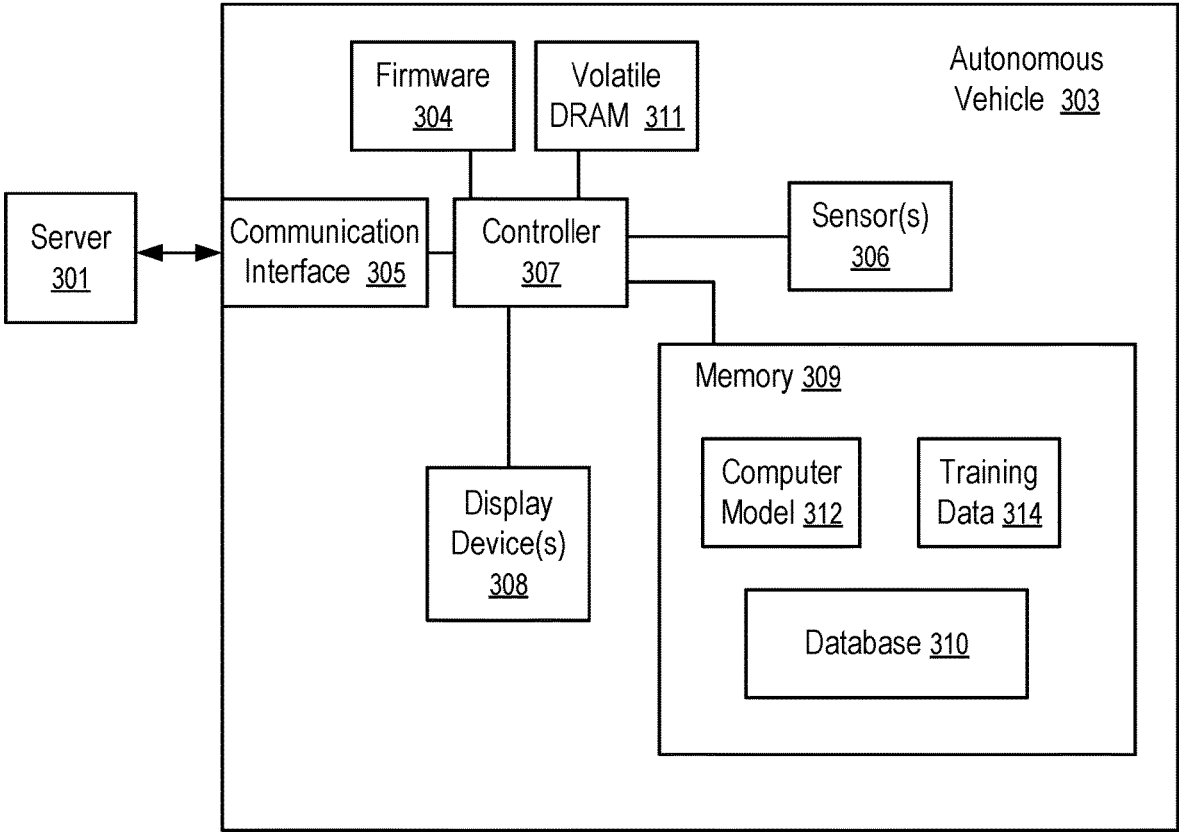 Autonomous
Vehicle 303
Firmware
304
Volatile
DRAM 311
Server
301
Communication
Interface 305
Controller
307
Sensor(s)
306
Memory 309
Computer
Model 312
Training
Data 314
Display
Device(s)
308
Database 310